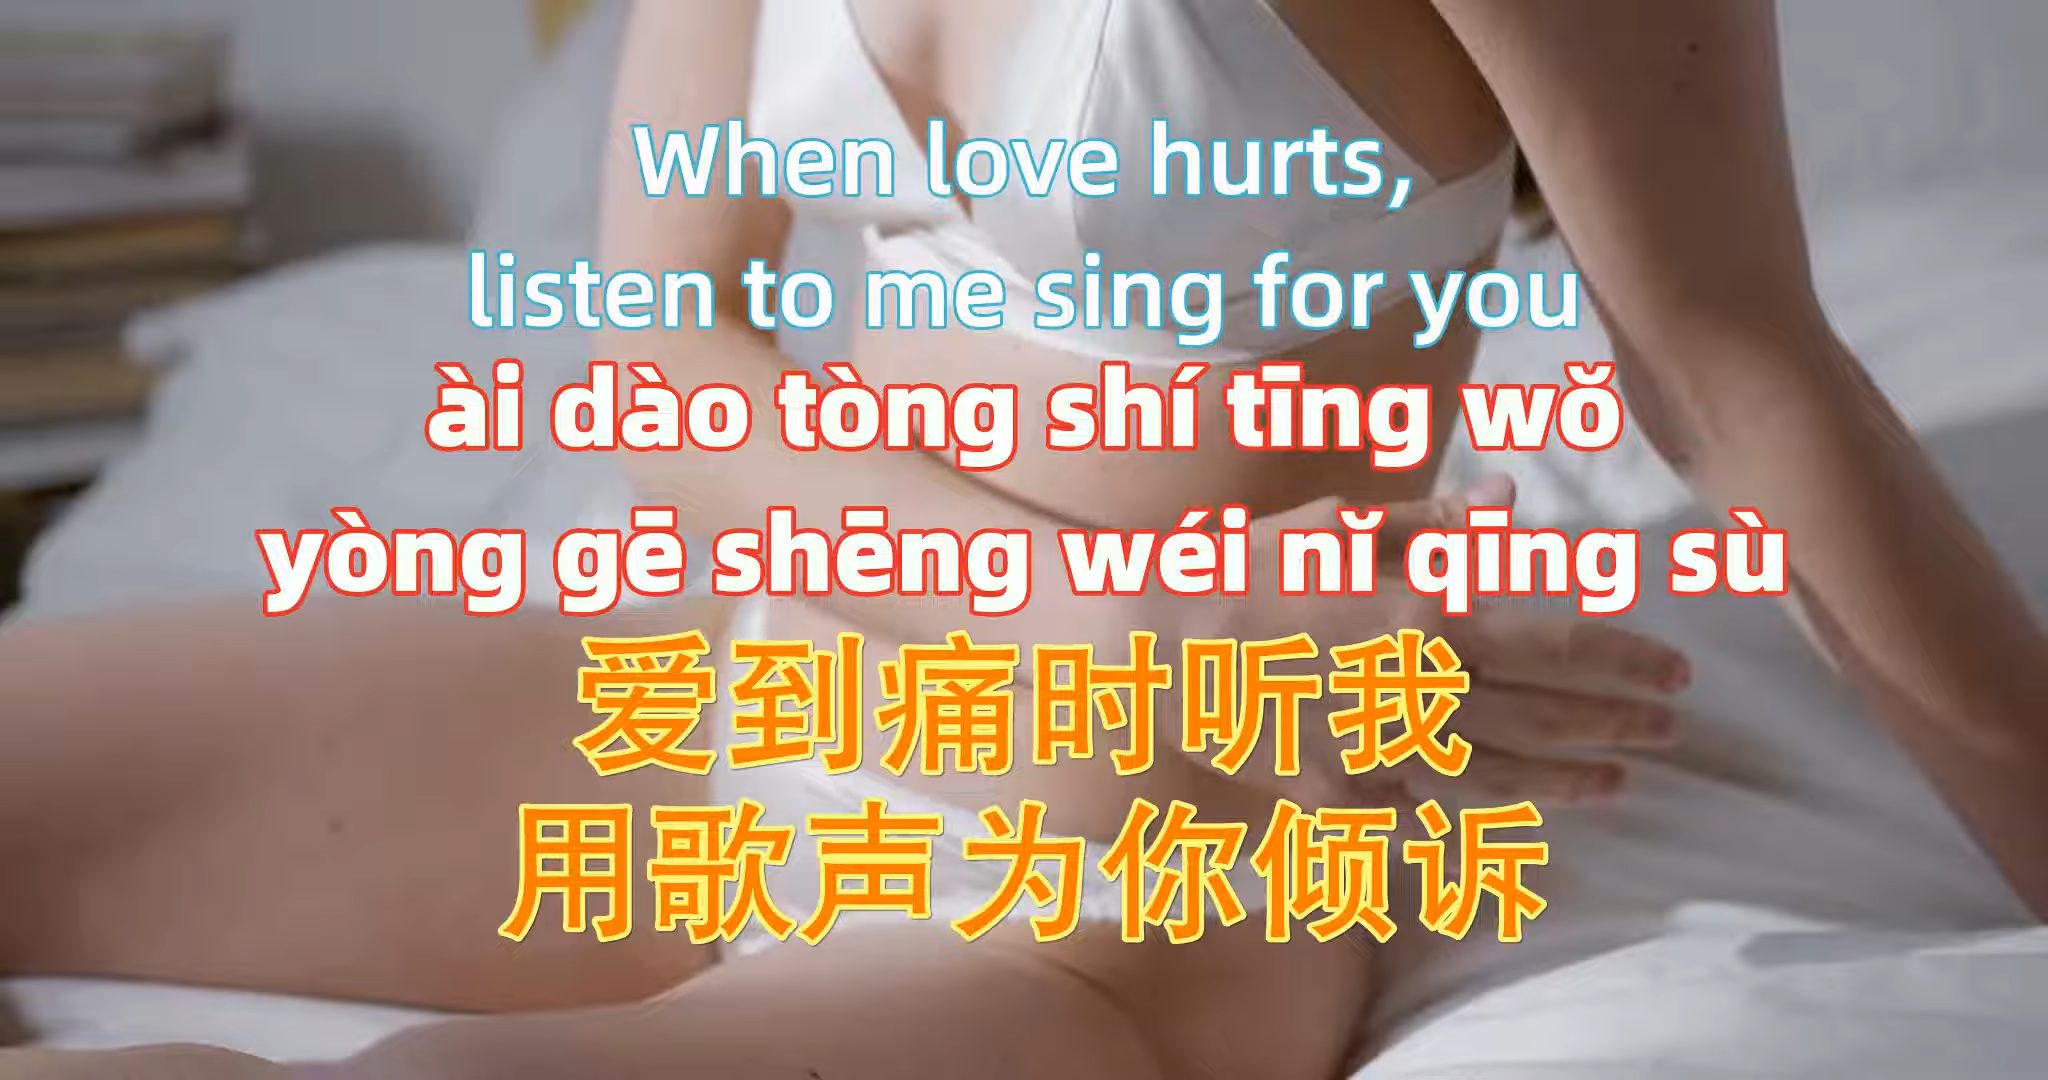 When love hurts,
listen to me sing for you
ài dào tòng shí tīng wǒ
yòng gē shēng wéi nǐ qīng sù
爱到痛时听我
用歌声为你倾诉